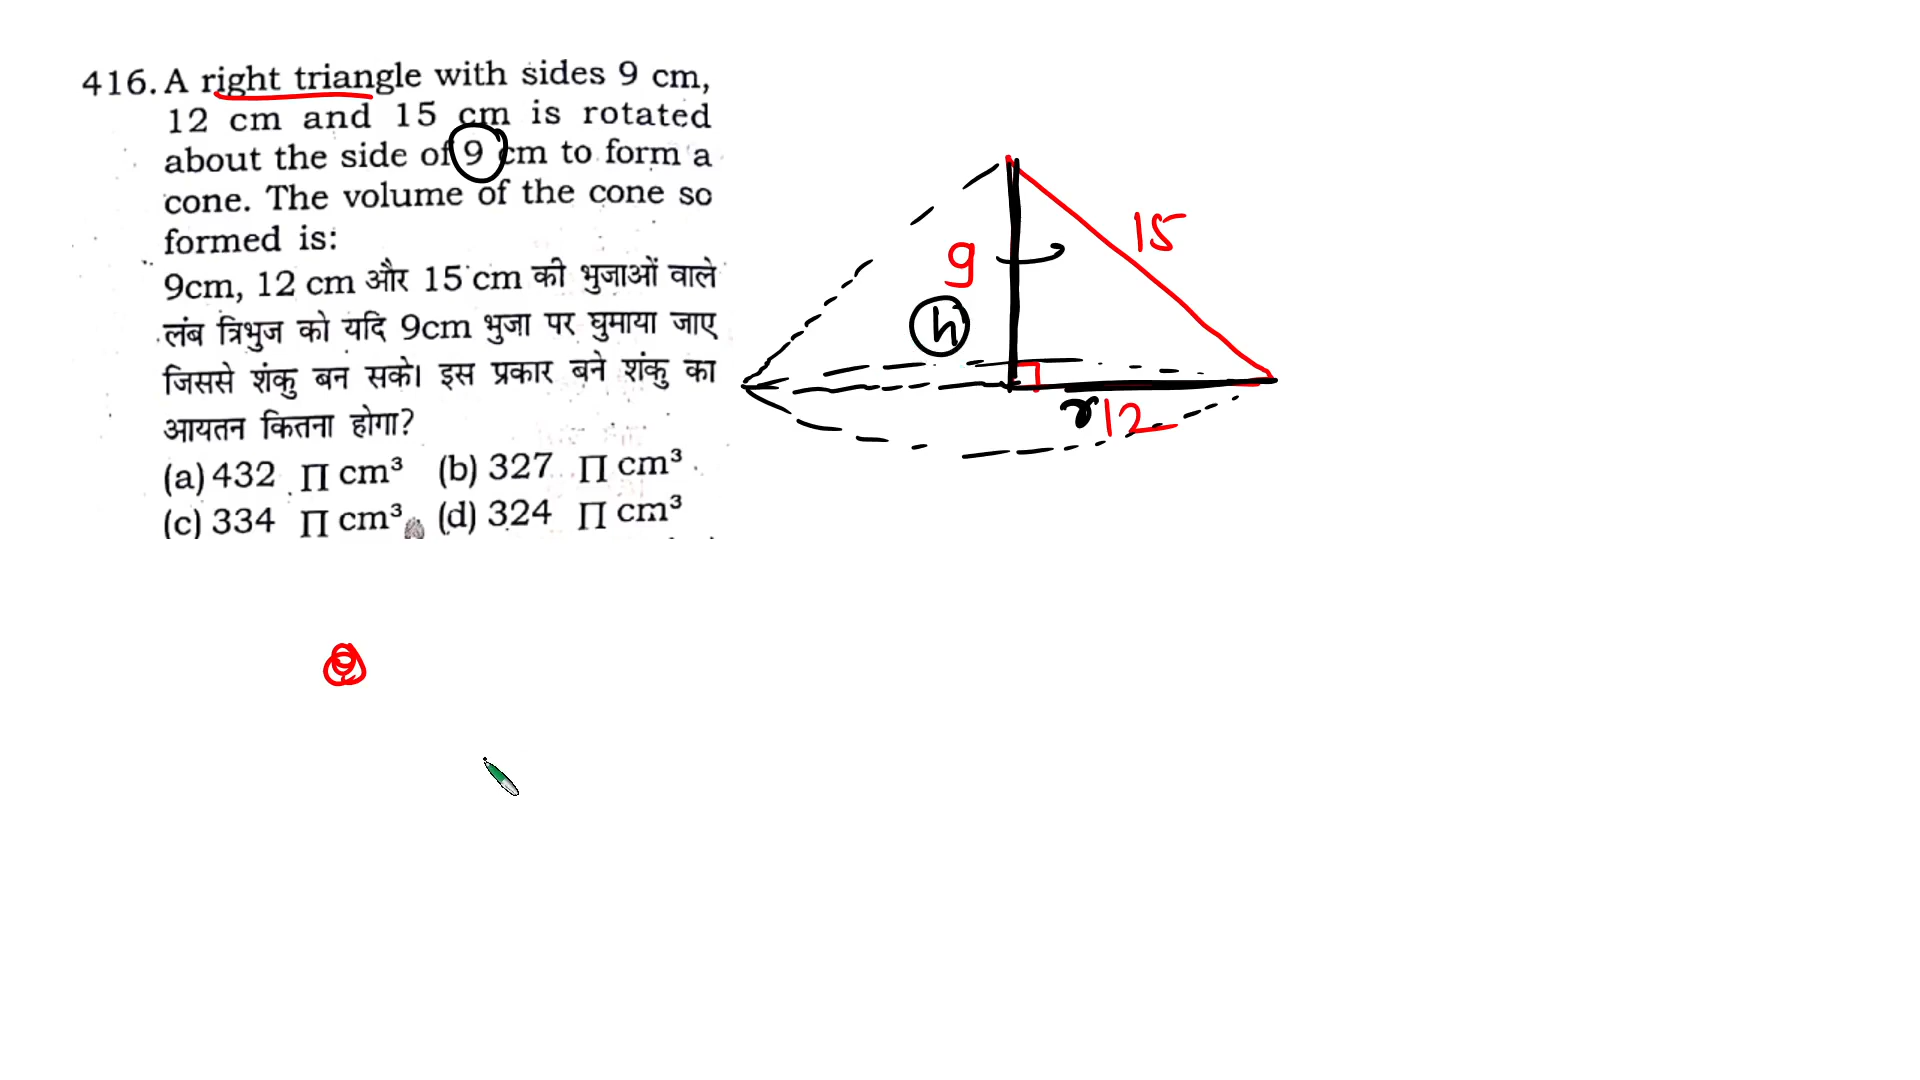 416. A right triangle with sides 9 cm,
12 cm and 15 cm is rotated
about the side of 9 cm to form a
cone. The volume of the cone so
formed is:
9cm, 12 cm और 15 cm की भुजाओं वाले
लंब त्रिभुज को यदि 9cm भुजा पर घुमाया जाए
जिससे शंकु बन सके। इस प्रकार बने शंकु का
आयतन कितना होगा?
(a) 432 Π cm³ (b) 327 Π cm³
(c) 334 Π cm³ (d) 324 Π cm³
15
9
h
r 12